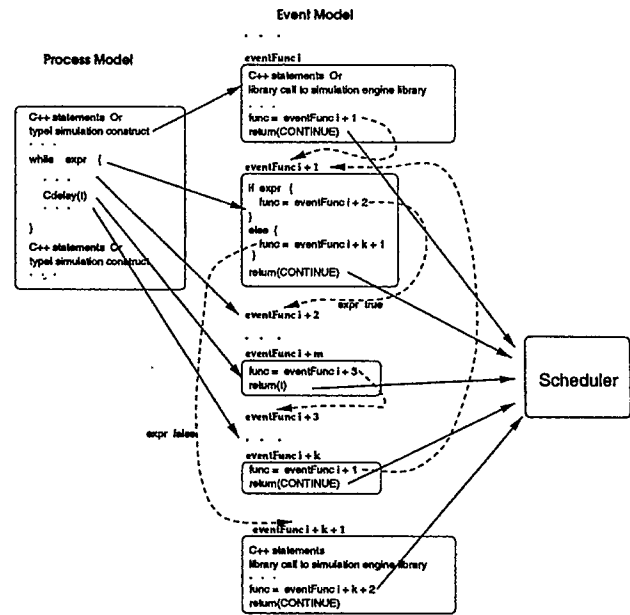 Event Model
. . .
Process Model
C++ statements Or
typeI simulation construct
. . .
while expr {
. . .
Cdelay(t)
. . .
}
C++ statements Or
typeI simulation construct
. . .
eventFunc i
C++ statements Or
library call to simulation engine library
. . .
func = eventFunc i + 1
return(CONTINUE)
eventFunc i + 1
if expr {
func = eventFunc i + 2
}
else {
func = eventFunc i + k + 1
}
return(CONTINUE)
eventFunc i + 2
expr true
. . .
eventFunc i + m
func = eventFunc i + 3
return(t)
eventFunc i + 3
expr false
. . .
eventFunc i + k
func = eventFunc i + 1
return(CONTINUE)
eventFunc i + k + 1
C++ statements
library call to simulation engine library
. . .
func = eventFunc i + k + 2
return(CONTINUE)
Scheduler